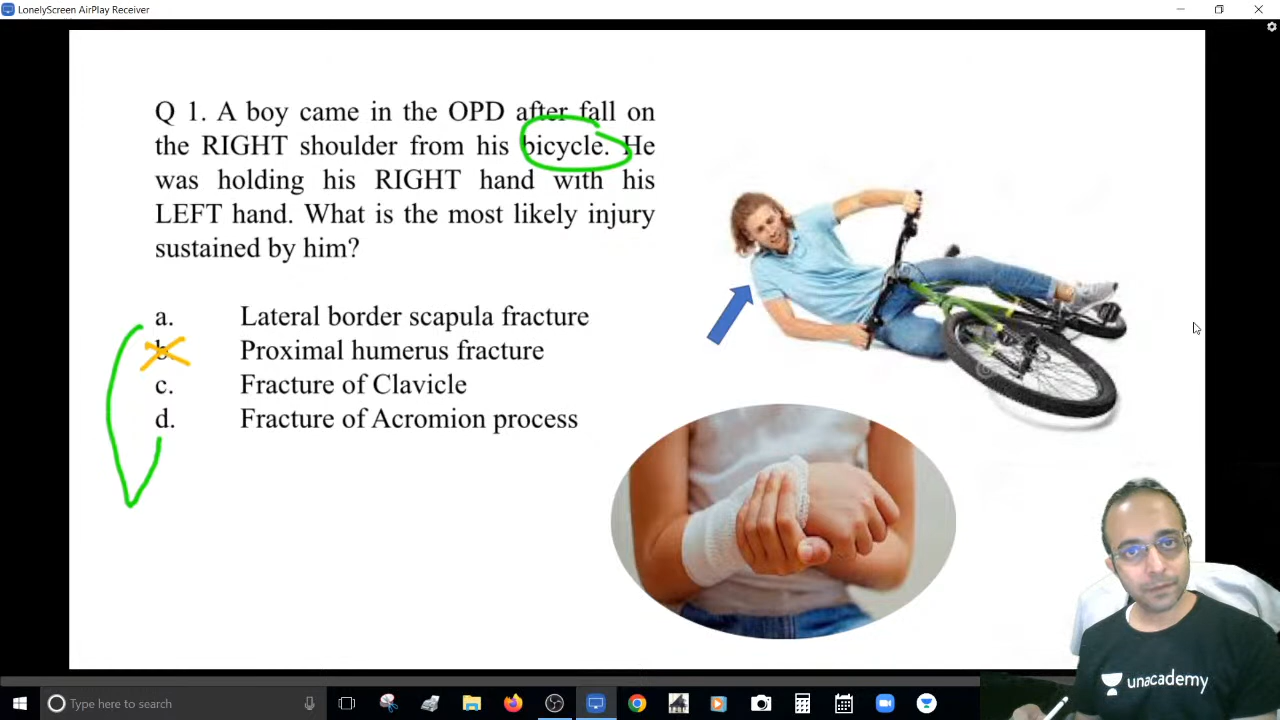 LonelyScreen AirPlay Receiver
Q 1. A boy came in the OPD after fall on
the RIGHT shoulder from his bicycle. He
was holding his RIGHT hand with his
LEFT hand. What is the most likely injury
sustained by him?
a. Lateral border scapula fracture
b. Proximal humerus fracture
c. Fracture of Clavicle
d. Fracture of Acromion process
unacademy
Type here to search